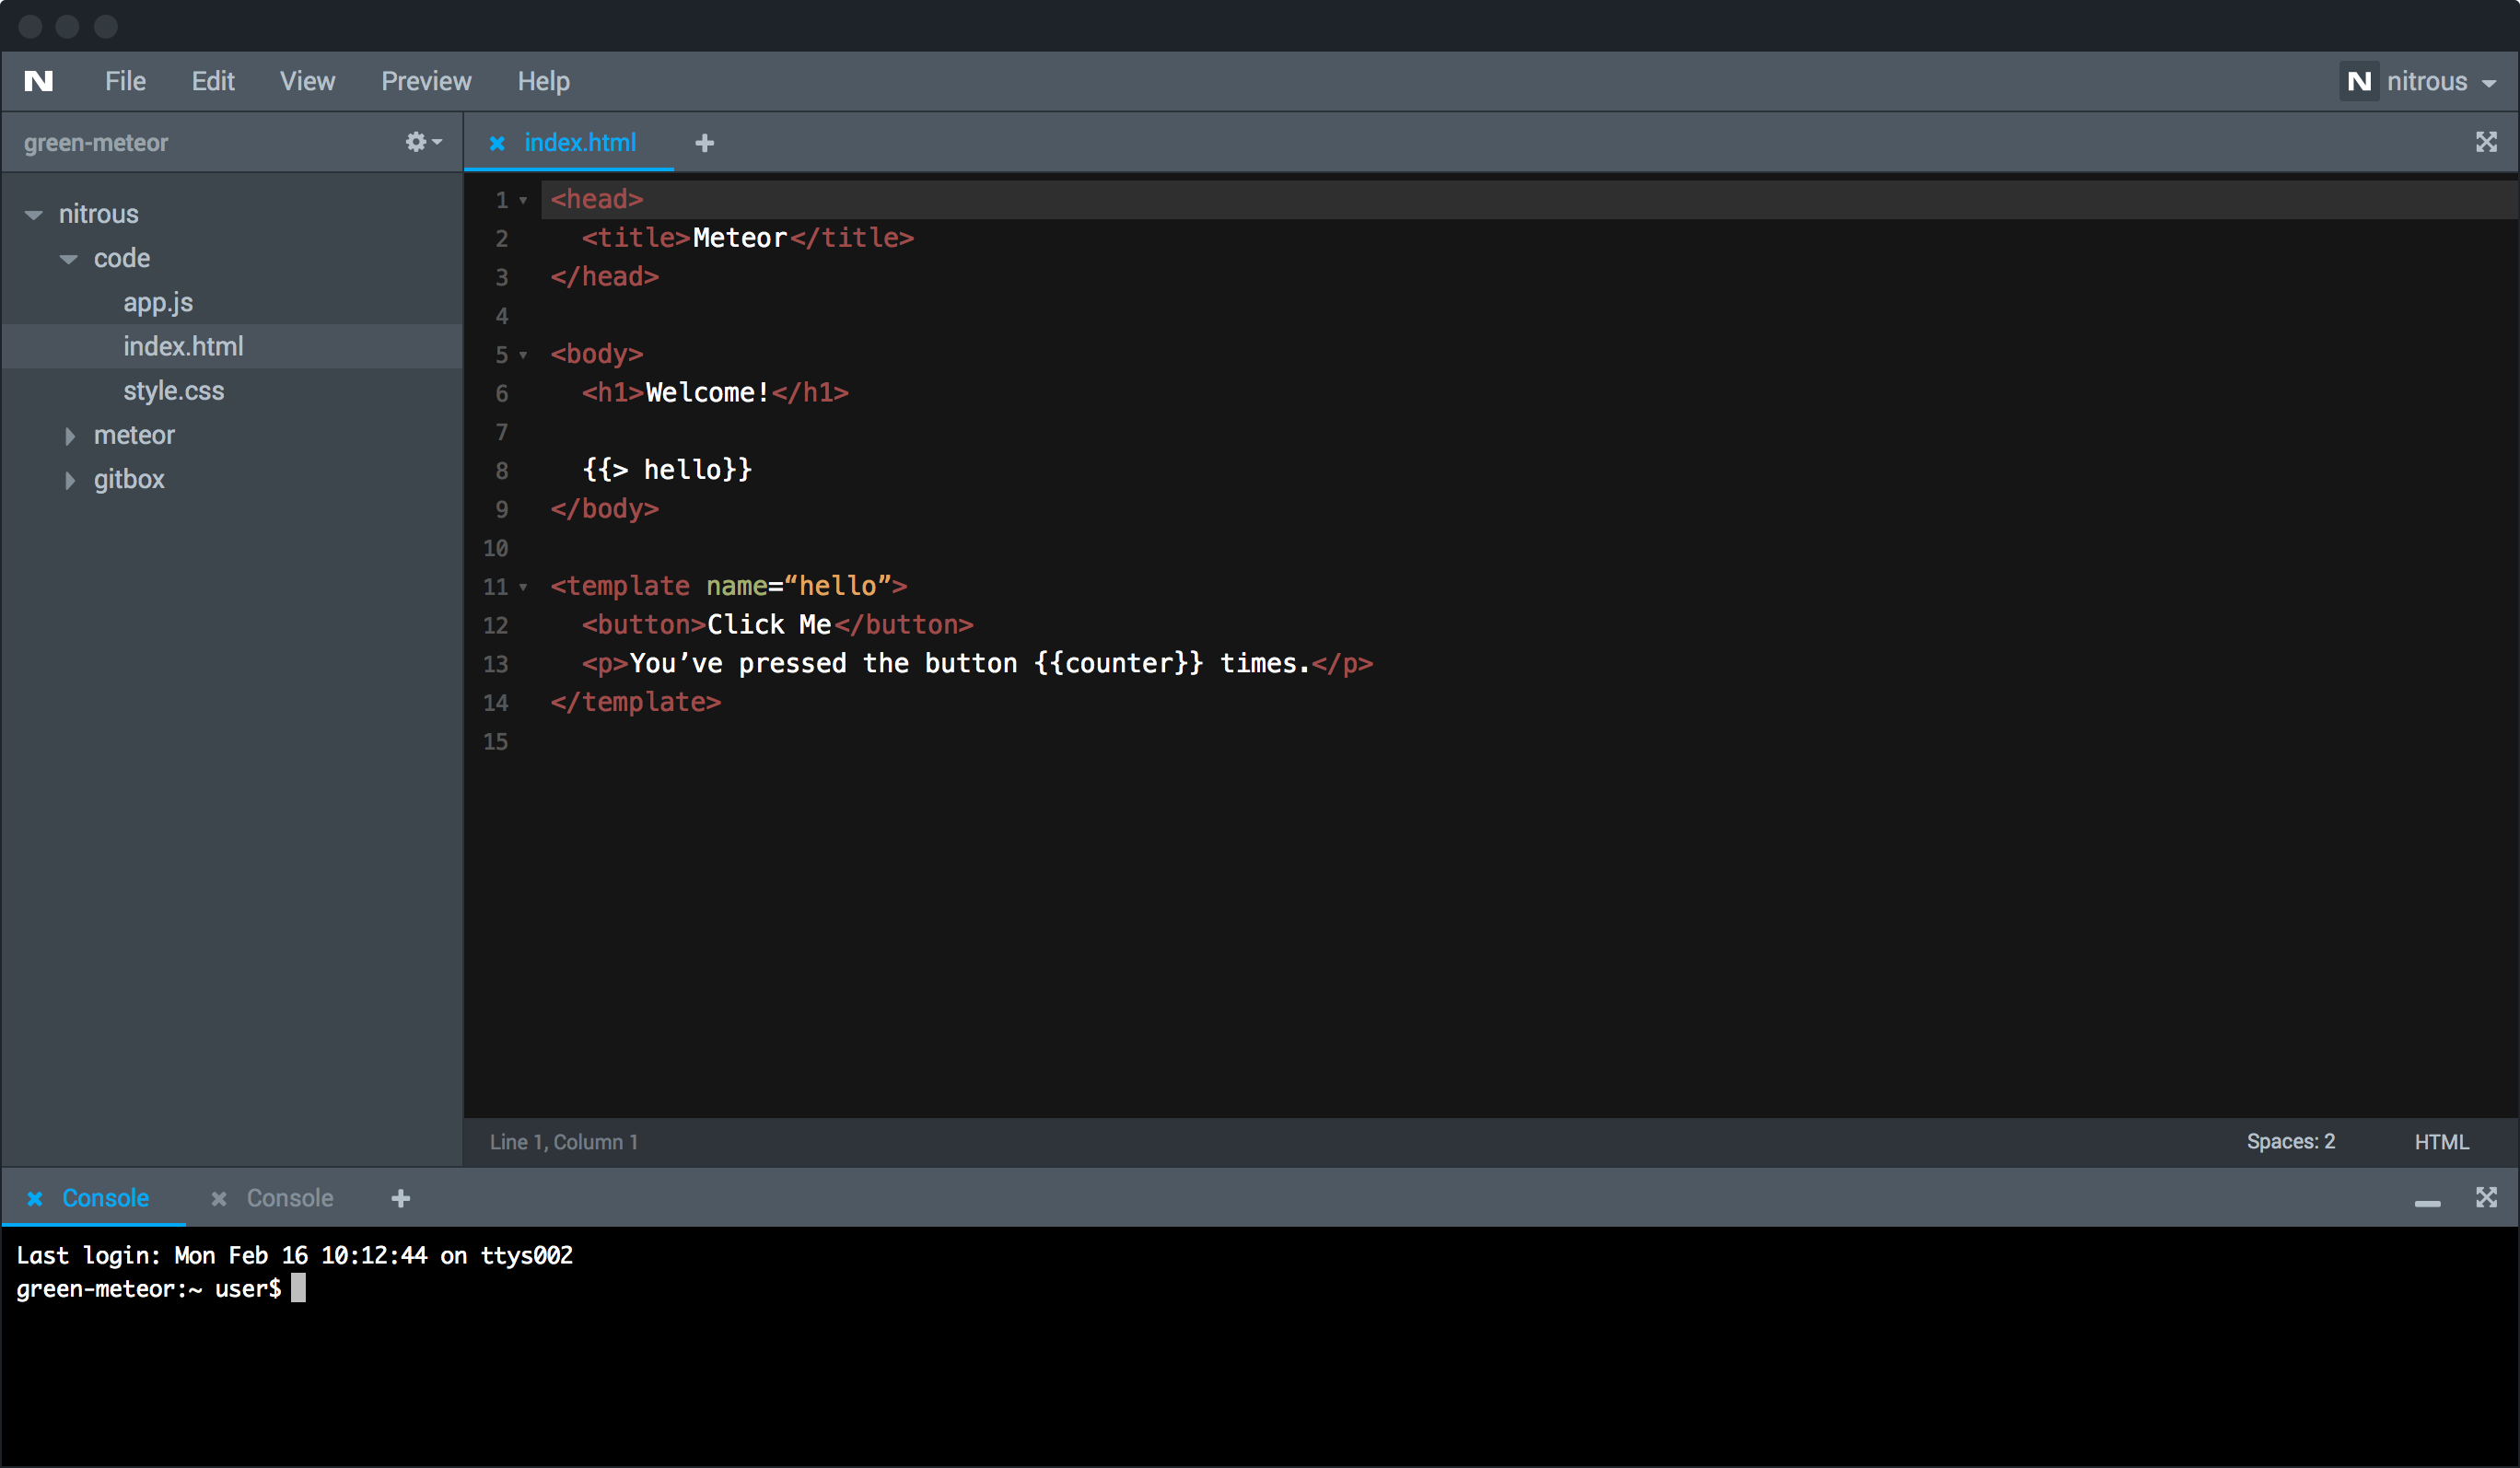 N File Edit View Preview Help N nitrous
green-meteor index.html
nitrous
code
app.js
index.html
style.css
meteor
gitbox
1 <head>
2   <title>Meteor</title>
3 </head>
4
5 <body>
6   <h1>Welcome!</h1>
7
8   {{> hello}}
9 </body>
10
11 <template name=“hello”>
12   <button>Click Me</button>
13   <p>You’ve pressed the button {{counter}} times.</p>
14 </template>
15
Line 1, Column 1 Spaces: 2 HTML
Console Console
Last login: Mon Feb 16 10:12:44 on ttys002
green-meteor:~ user$